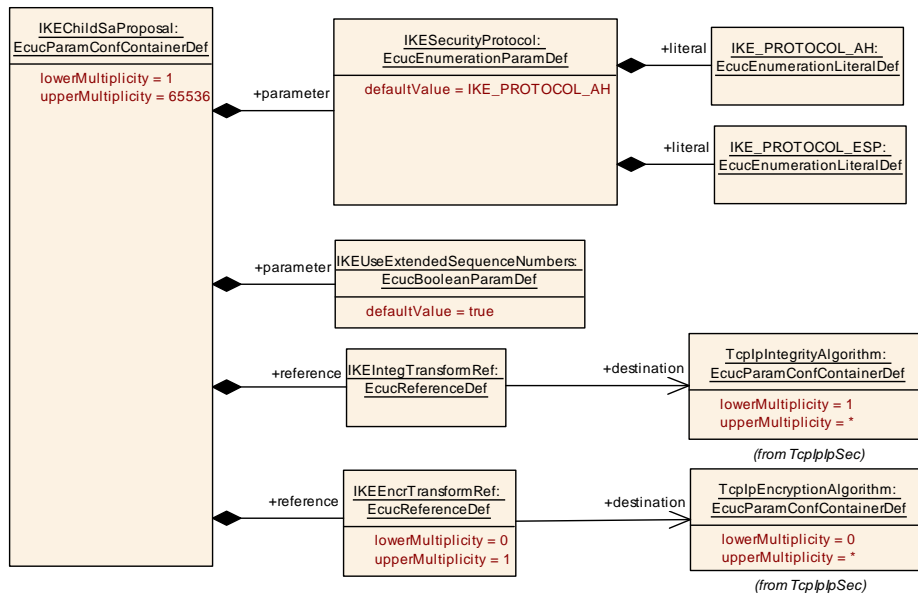 IKEChildSaProposal:
EcucParamConfContainerDef
lowerMultiplicity = 1
upperMultiplicity = 65536
+parameter
IKESecurityProtocol:
EcucEnumerationParamDef
defaultValue = IKE_PROTOCOL_AH
+literal
IKE_PROTOCOL_AH:
EcucEnumerationLiteralDef
+literal
IKE_PROTOCOL_ESP:
EcucEnumerationLiteralDef
+parameter
IKEUseExtendedSequenceNumbers:
EcucBooleanParamDef
defaultValue = true
+reference
IKEIntegTransformRef:
EcucReferenceDef
+destination
TcpIpIntegrityAlgorithm:
EcucParamConfContainerDef
lowerMultiplicity = 1
upperMultiplicity = *
(from TcpIpIpSec)
+reference
IKEEncrTransformRef:
EcucReferenceDef
lowerMultiplicity = 0
upperMultiplicity = 1
+destination
TcpIpEncryptionAlgorithm:
EcucParamConfContainerDef
lowerMultiplicity = 0
upperMultiplicity = *
(from TcpIpIpSec)